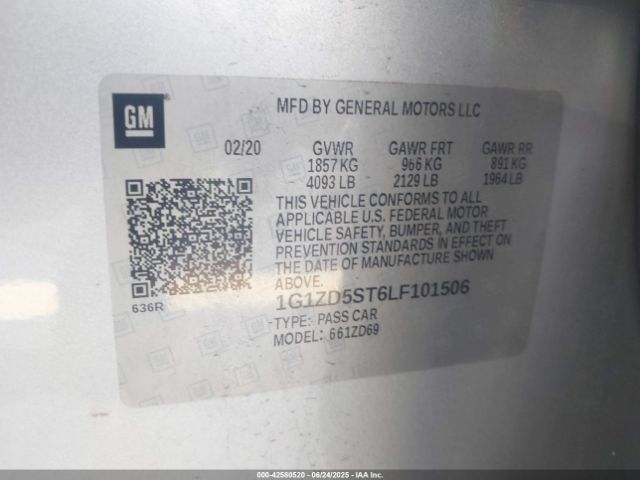 GM
MFD BY GENERAL MOTORS LLC
02/20 GVWR GAWR FRT GAWR RR
1857 KG 966 KG 891 KG
4093 LB 2129 LB 1964 LB
THIS VEHICLE CONFORMS TO ALL
APPLICABLE U.S. FEDERAL MOTOR
VEHICLE SAFETY, BUMPER, AND THEFT
PREVENTION STANDARDS IN EFFECT ON
THE DATE OF MANUFACTURE SHOWN
ABOVE.
636R
1G1ZD5ST6LF101506
TYPE: PASS CAR
MODEL: 661ZD69
000-42580520 - 06/24/2025 - IAA Inc.